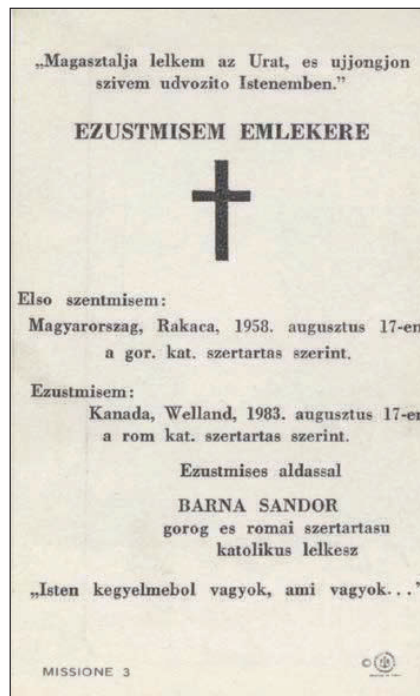 „Magasztalja lelkem az Urat, es ujjongjon
szivem udvozito Istenemben.”
EZUSTMISEM EMLEKERE
Elso szentmisem:
Magyarorszag, Rakaca, 1958. augusztus 17-en
a gor. kat. szertartas szerint.
Ezustmisem:
Kanada, Welland, 1983. augusztus 17-en
a rom kat. szertartas szerint.
Ezustmises aldassal
BARNA SANDOR
gorog es romai szertartasu
katolikus lelkesz
„Isten kegyelmebol vagyok, ami vagyok...”
MISSIONE 3
©